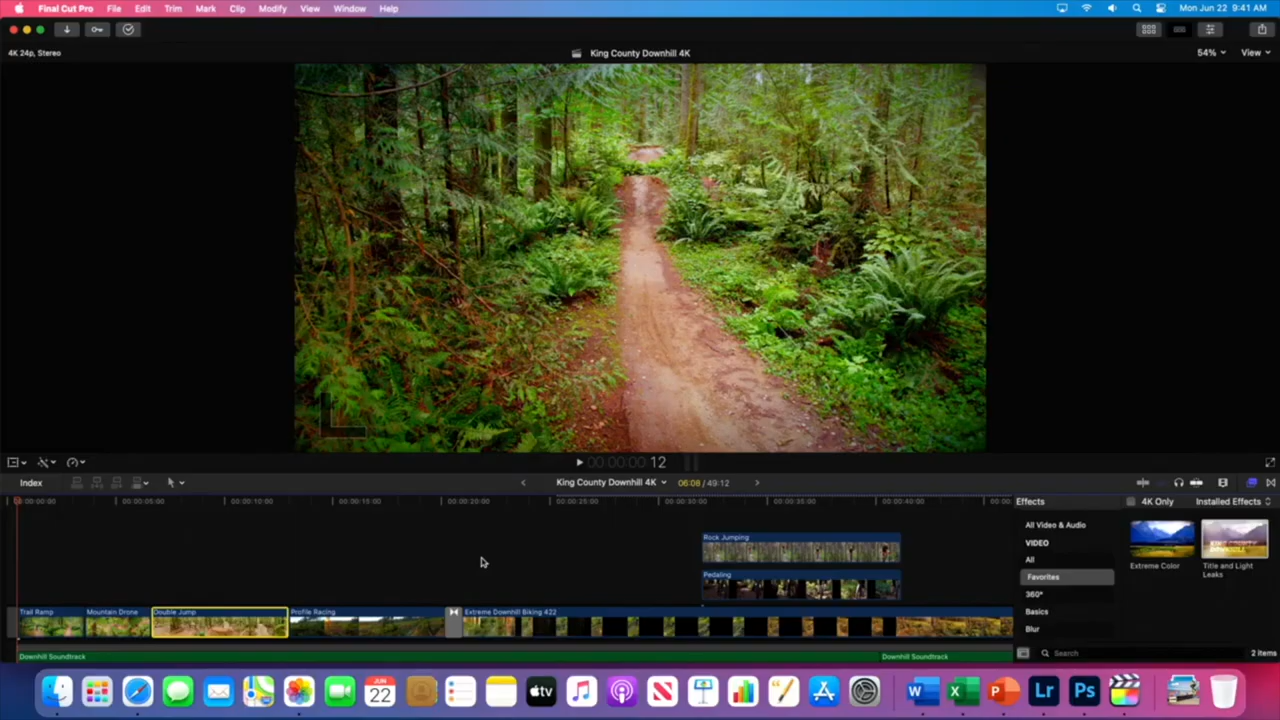 Final Cut Pro File Edit Trim Mark Clip Modify View Window Help Mon Jun 22 9:41 AM
4K 24p, Stereo King County Downhill 4K 54% View
00:00:00:00 12
Index King County Downhill 4K 06:08 / 49:12
00:00:00:00 00:00:05:00 00:00:10:00 00:00:15:00 00:00:20:00 00:00:25:00 00:00:30:00 00:00:35:00 00:00:40:00 Effects 4K Only Installed Effects
All Video & Audio
VIDEO
Rock Jumping
All
Extreme Color Title and Light Leaks
Pedaling
Favorites
360°
Trail Ramp Mountain Drone Double Jump Profile Racing Extreme Downhill Biking 422
Basics
Blur
Downhill Soundtrack Downhill Soundtrack
Search 2 items
JUN
22
tv
W X P Lr Ps